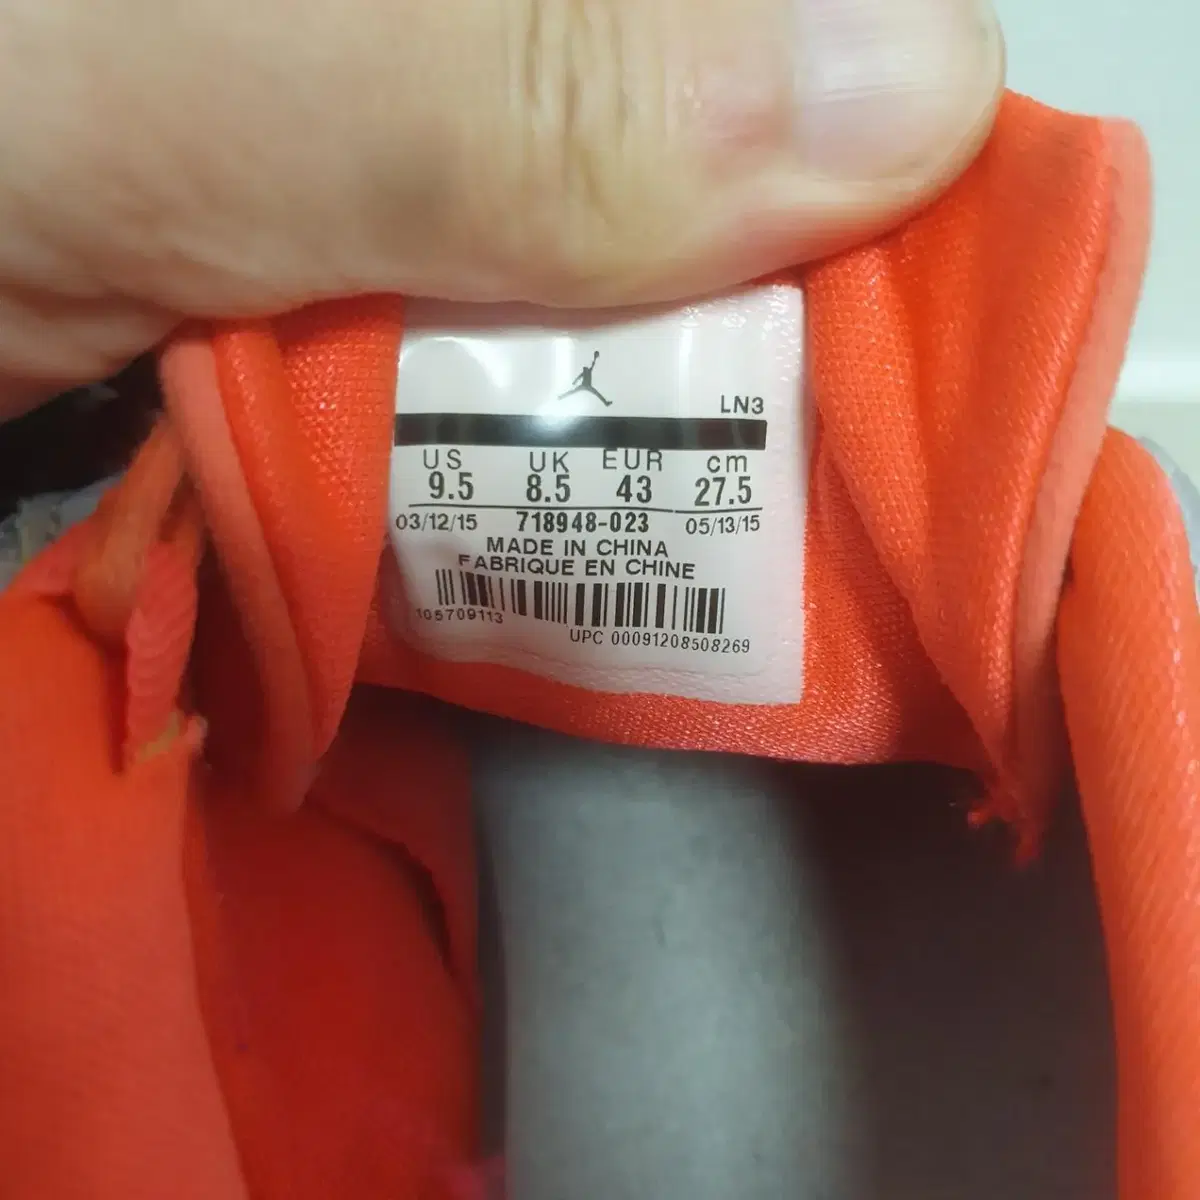 LN3
US UK EUR cm
9.5 8.5 43 27.5
03/12/15 718948-023 05/13/15
MADE IN CHINA
FABRIQUE EN CHINE
105709113
UPC 00091208508269